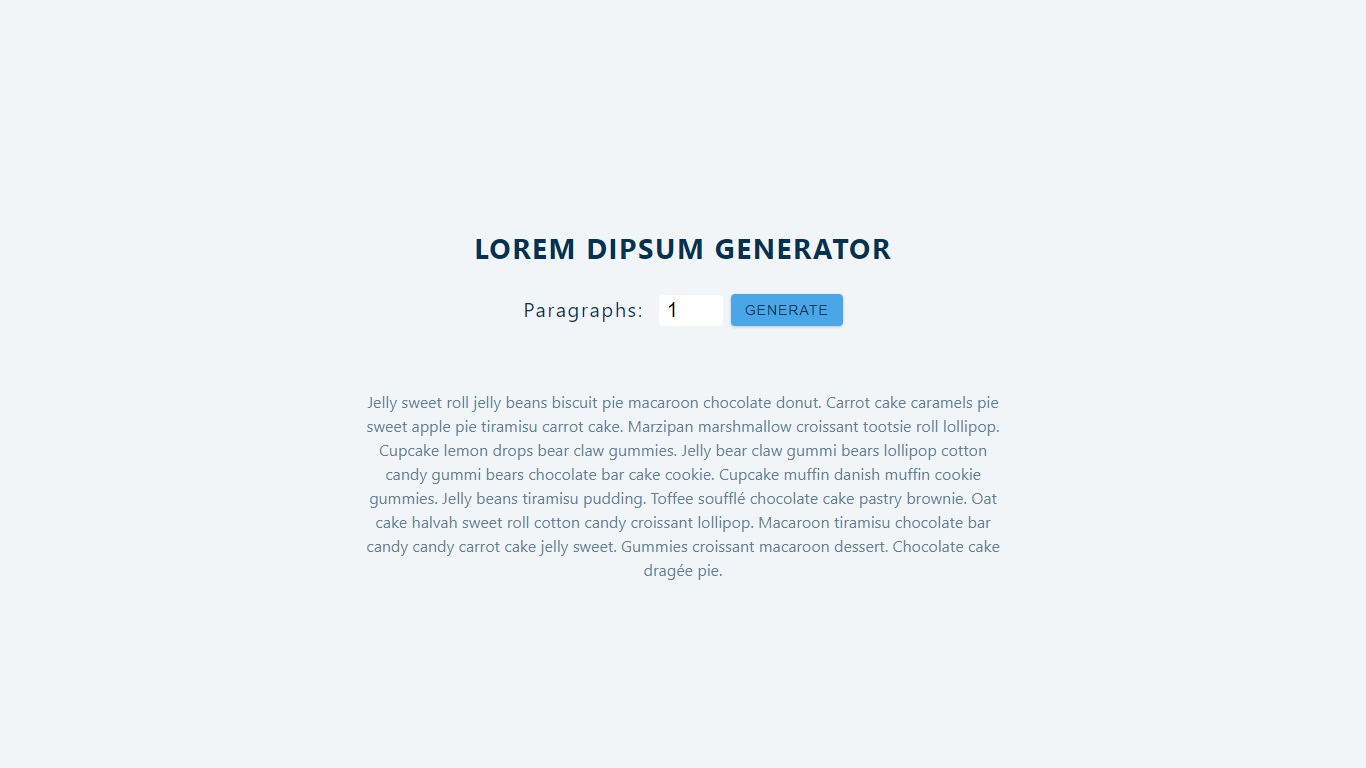 LOREM DIPSUM GENERATOR
Paragraphs: 1 GENERATE
Jelly sweet roll jelly beans biscuit pie macaroon chocolate donut. Carrot cake caramels pie
sweet apple pie tiramisu carrot cake. Marzipan marshmallow croissant tootsie roll lollipop.
Cupcake lemon drops bear claw gummies. Jelly bear claw gummi bears lollipop cotton
candy gummi bears chocolate bar cake cookie. Cupcake muffin danish muffin cookie
gummies. Jelly beans tiramisu pudding. Toffee soufflé chocolate cake pastry brownie. Oat
cake halvah sweet roll cotton candy croissant lollipop. Macaroon tiramisu chocolate bar
candy candy carrot cake jelly sweet. Gummies croissant macaroon dessert. Chocolate cake
dragée pie.